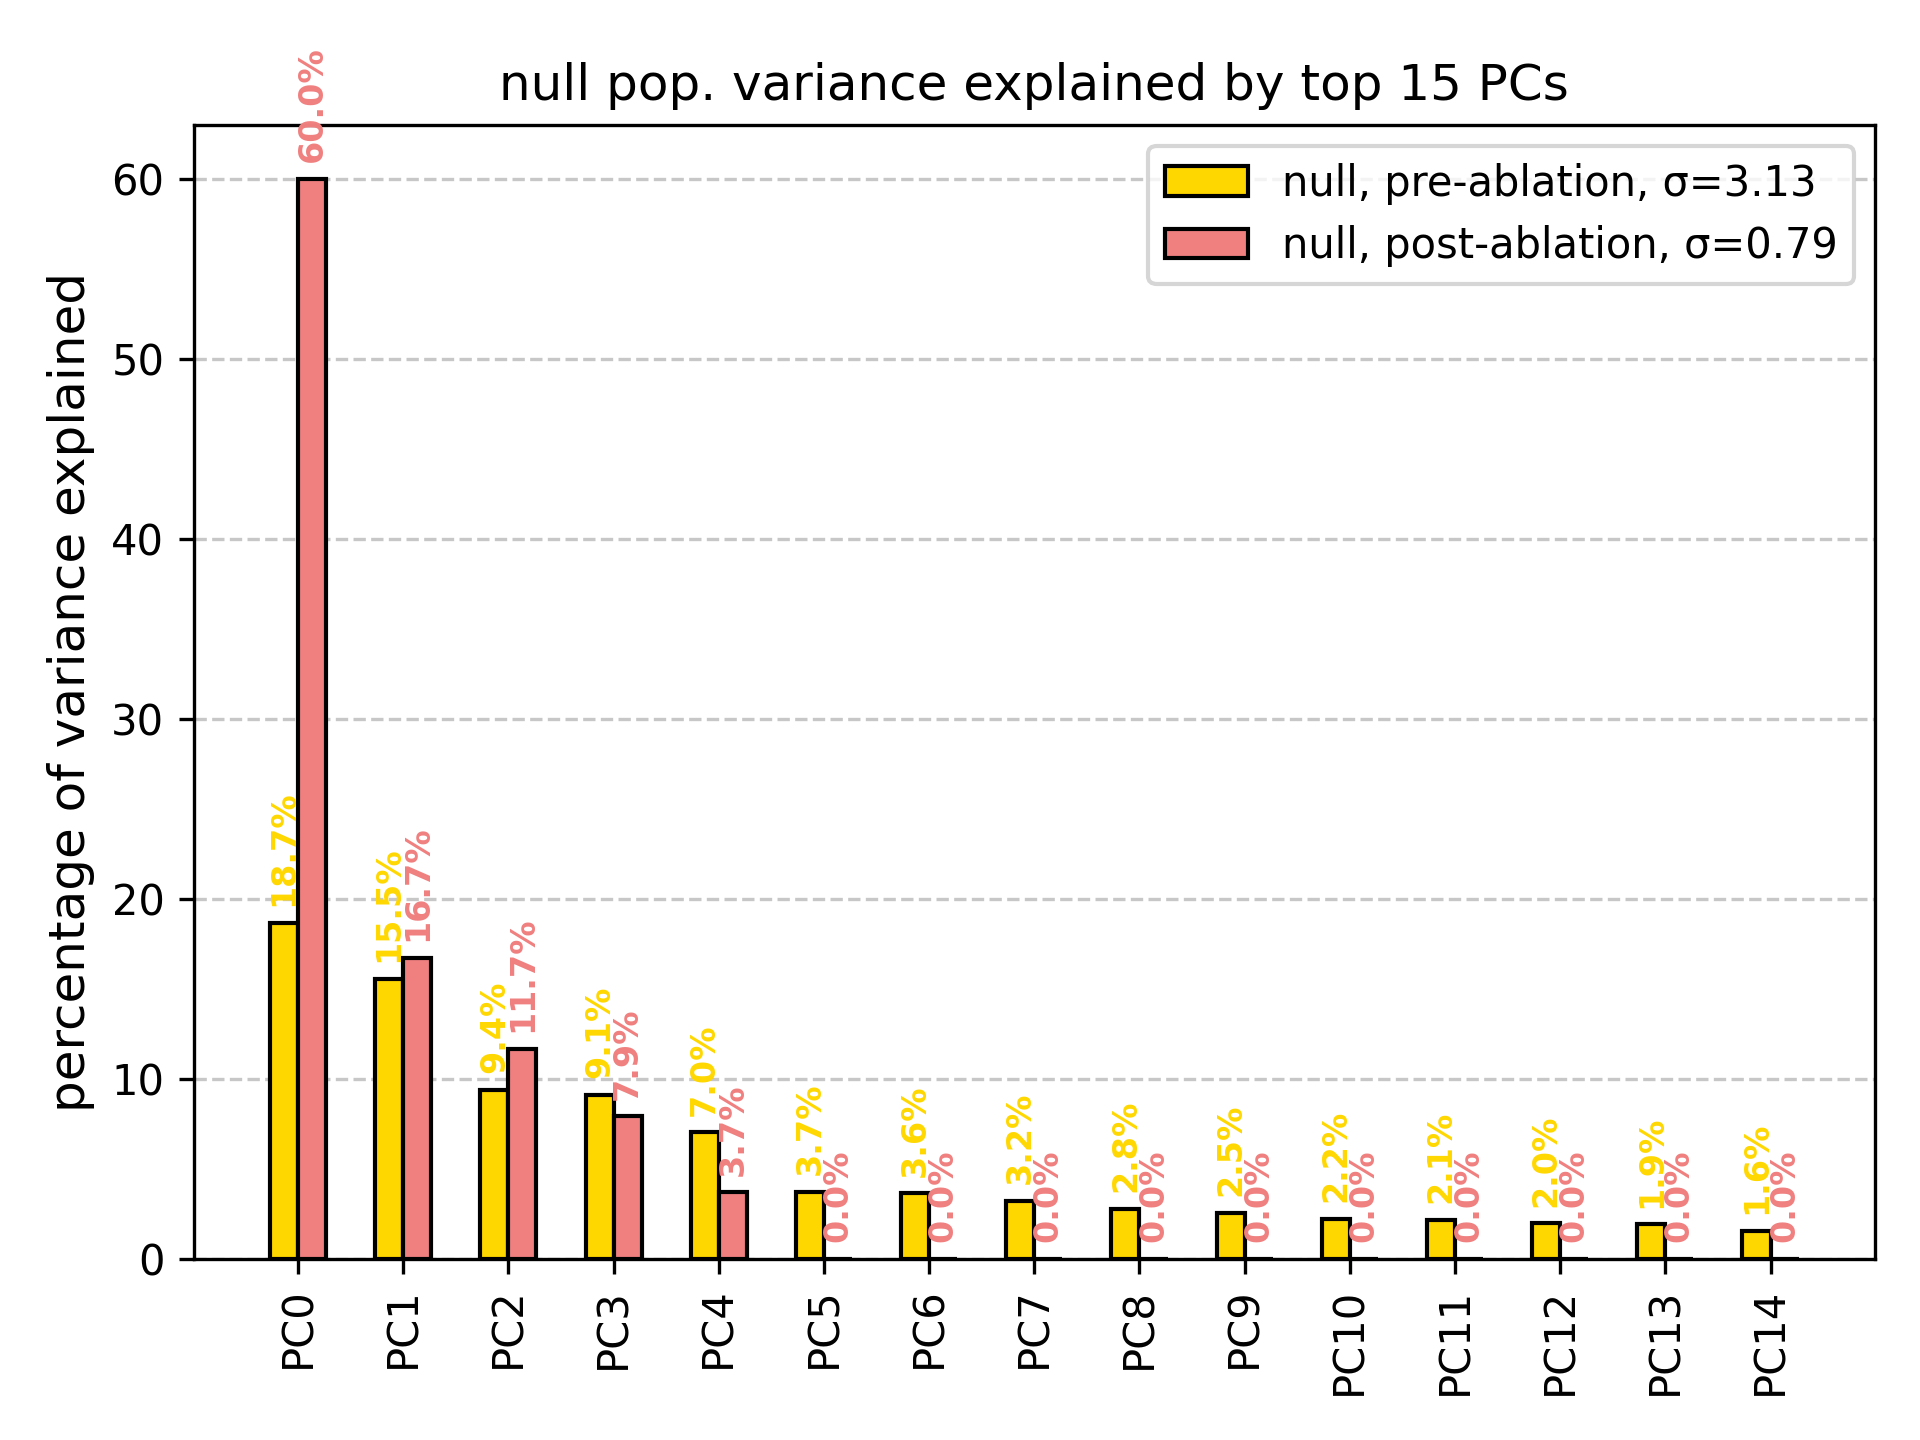 null pop. variance explained by top 15 PCs
null, pre-ablation, σ=3.13
null, post-ablation, σ=0.79
percentage of variance explained
60
50
40
30
20
10
0
18.7%
60.0%
15.5%
16.7%
9.4%
11.7%
9.1%
7.9%
7.0%
3.7%
3.7%
0.0%
3.6%
0.0%
3.2%
0.0%
2.8%
0.0%
2.5%
0.0%
2.2%
0.0%
2.1%
0.0%
2.0%
0.0%
1.9%
0.0%
1.6%
0.0%
PC0
PC1
PC2
PC3
PC4
PC5
PC6
PC7
PC8
PC9
PC10
PC11
PC12
PC13
PC14